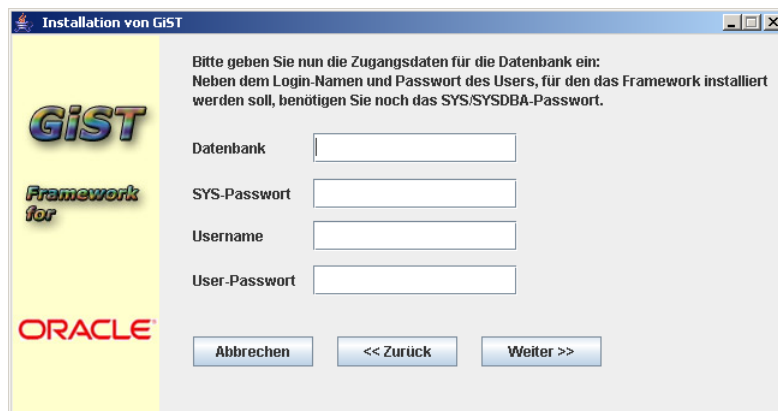 Installation von GiST
GiST
Framework
for
ORACLE
Bitte geben Sie nun die Zugangsdaten für die Datenbank ein:
Neben dem Login-Namen und Passwort des Users, für den das Framework installiert
werden soll, benötigen Sie noch das SYS/SYSDBA-Passwort.
Datenbank
SYS-Passwort
Username
User-Passwort
Abbrechen
<< Zurück
Weiter >>